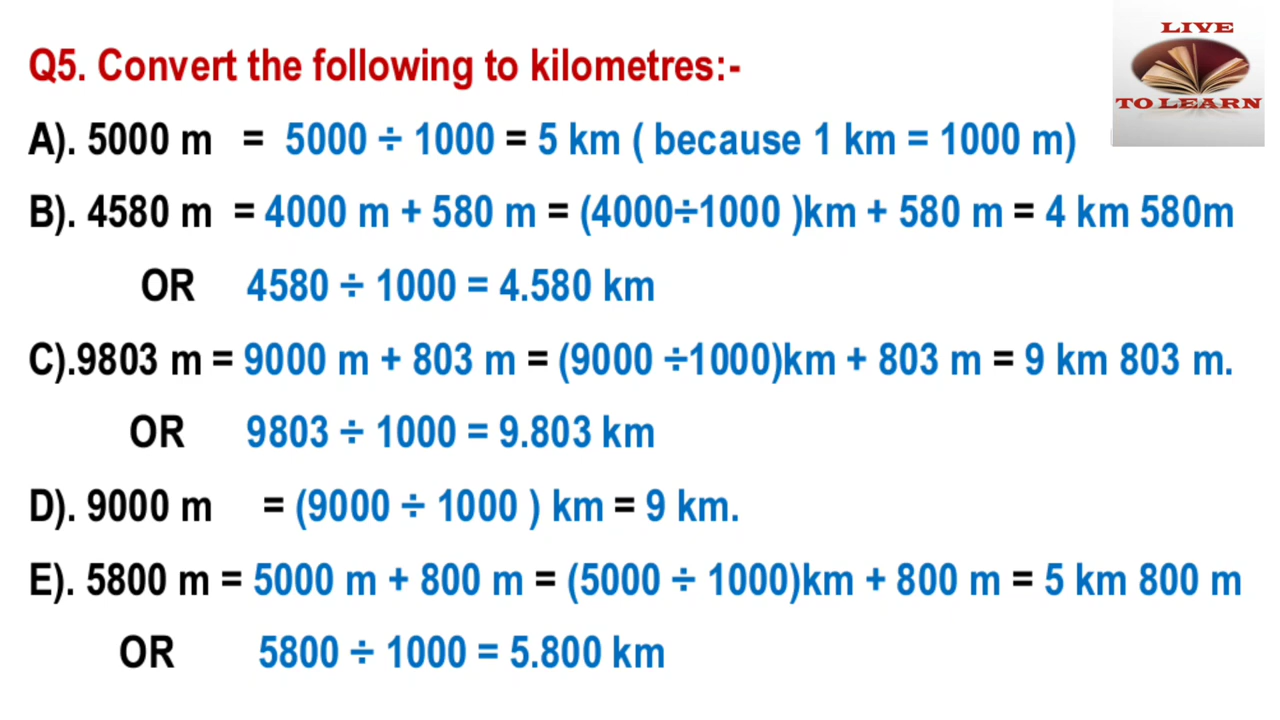 LIVE
TO LEARN
Q5. Convert the following to kilometres:-
A). 5000 m = 5000 ÷ 1000 = 5 km ( because 1 km = 1000 m)
B). 4580 m = 4000 m + 580 m = (4000÷1000 )km + 580 m = 4 km 580m
OR 4580 ÷ 1000 = 4.580 km
C).9803 m = 9000 m + 803 m = (9000 ÷1000)km + 803 m = 9 km 803 m.
OR 9803 ÷ 1000 = 9.803 km
D). 9000 m = (9000 ÷ 1000 ) km = 9 km.
E). 5800 m = 5000 m + 800 m = (5000 ÷ 1000)km + 800 m = 5 km 800 m
OR 5800 ÷ 1000 = 5.800 km